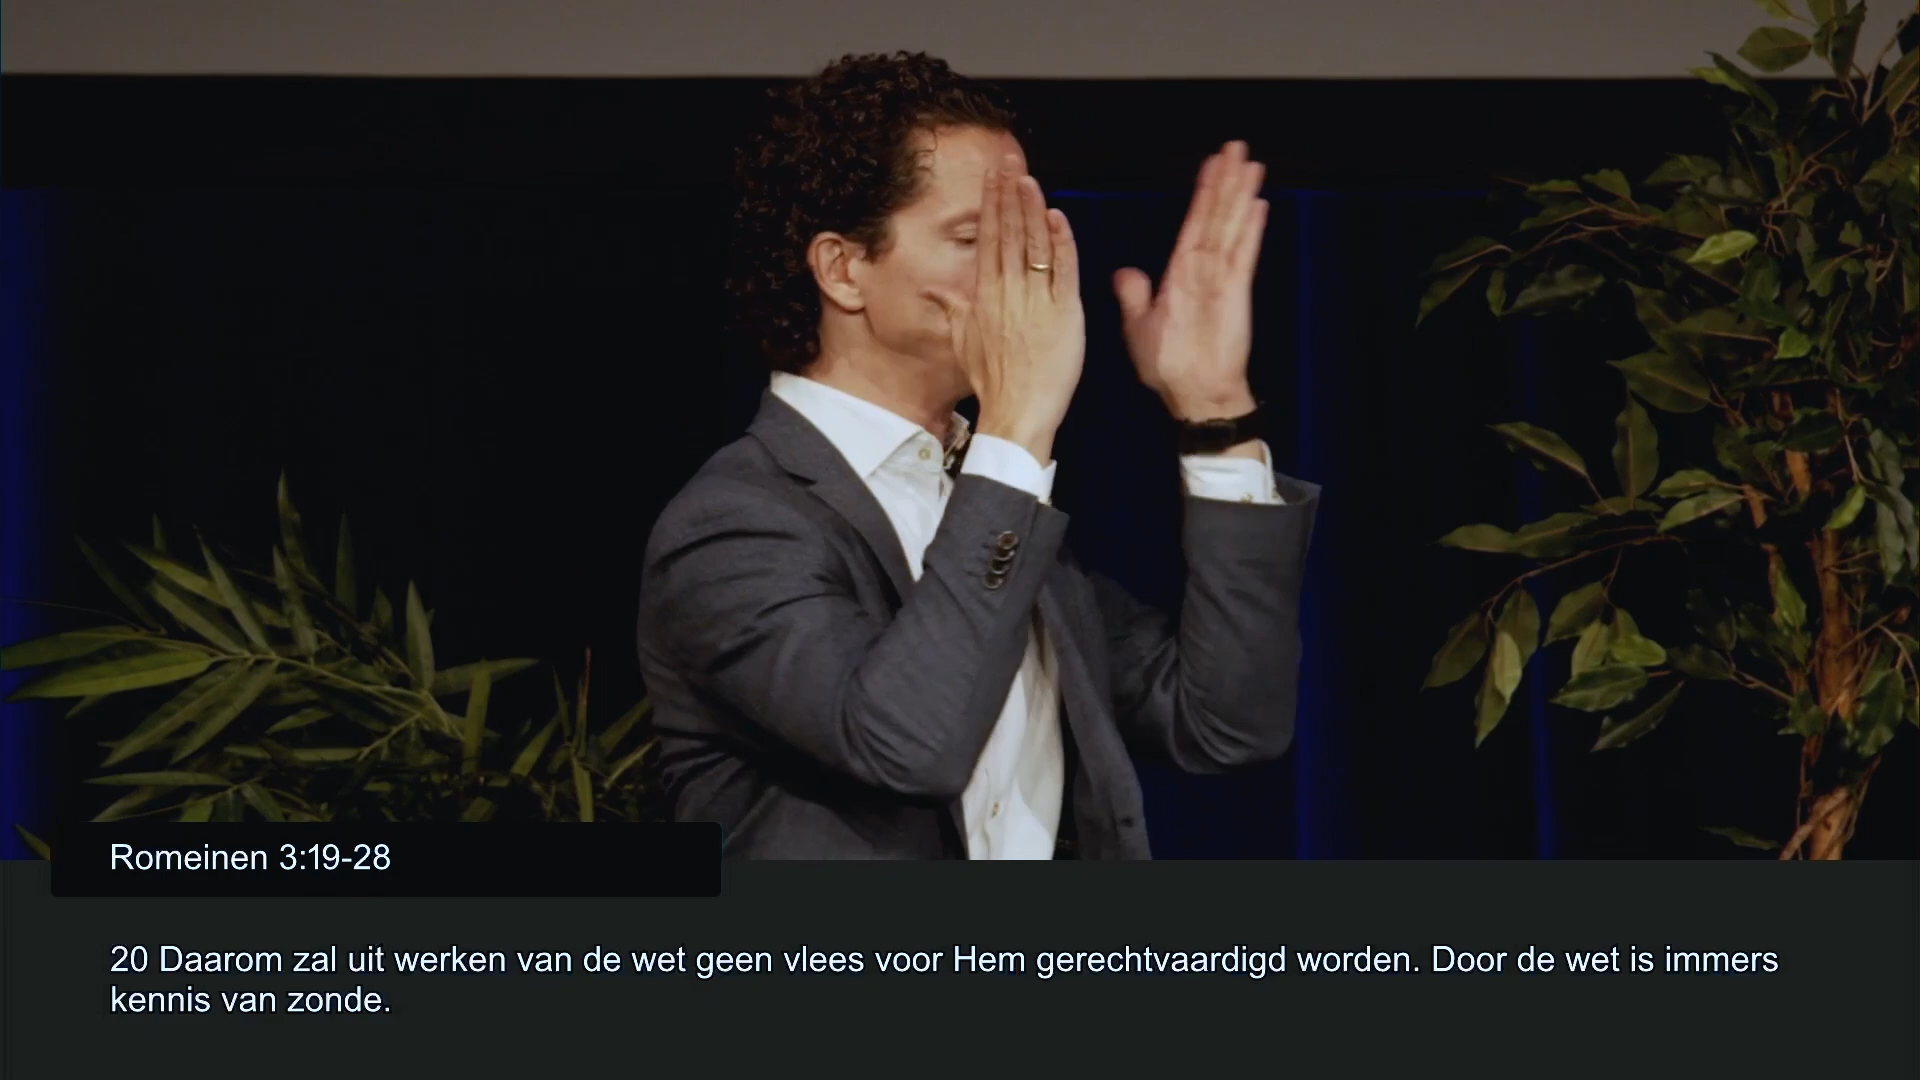 Romeinen 3:19-28
20 Daarom zal uit werken van de wet geen vlees voor Hem gerechtvaardigd worden. Door de wet is immers
kennis van zonde.